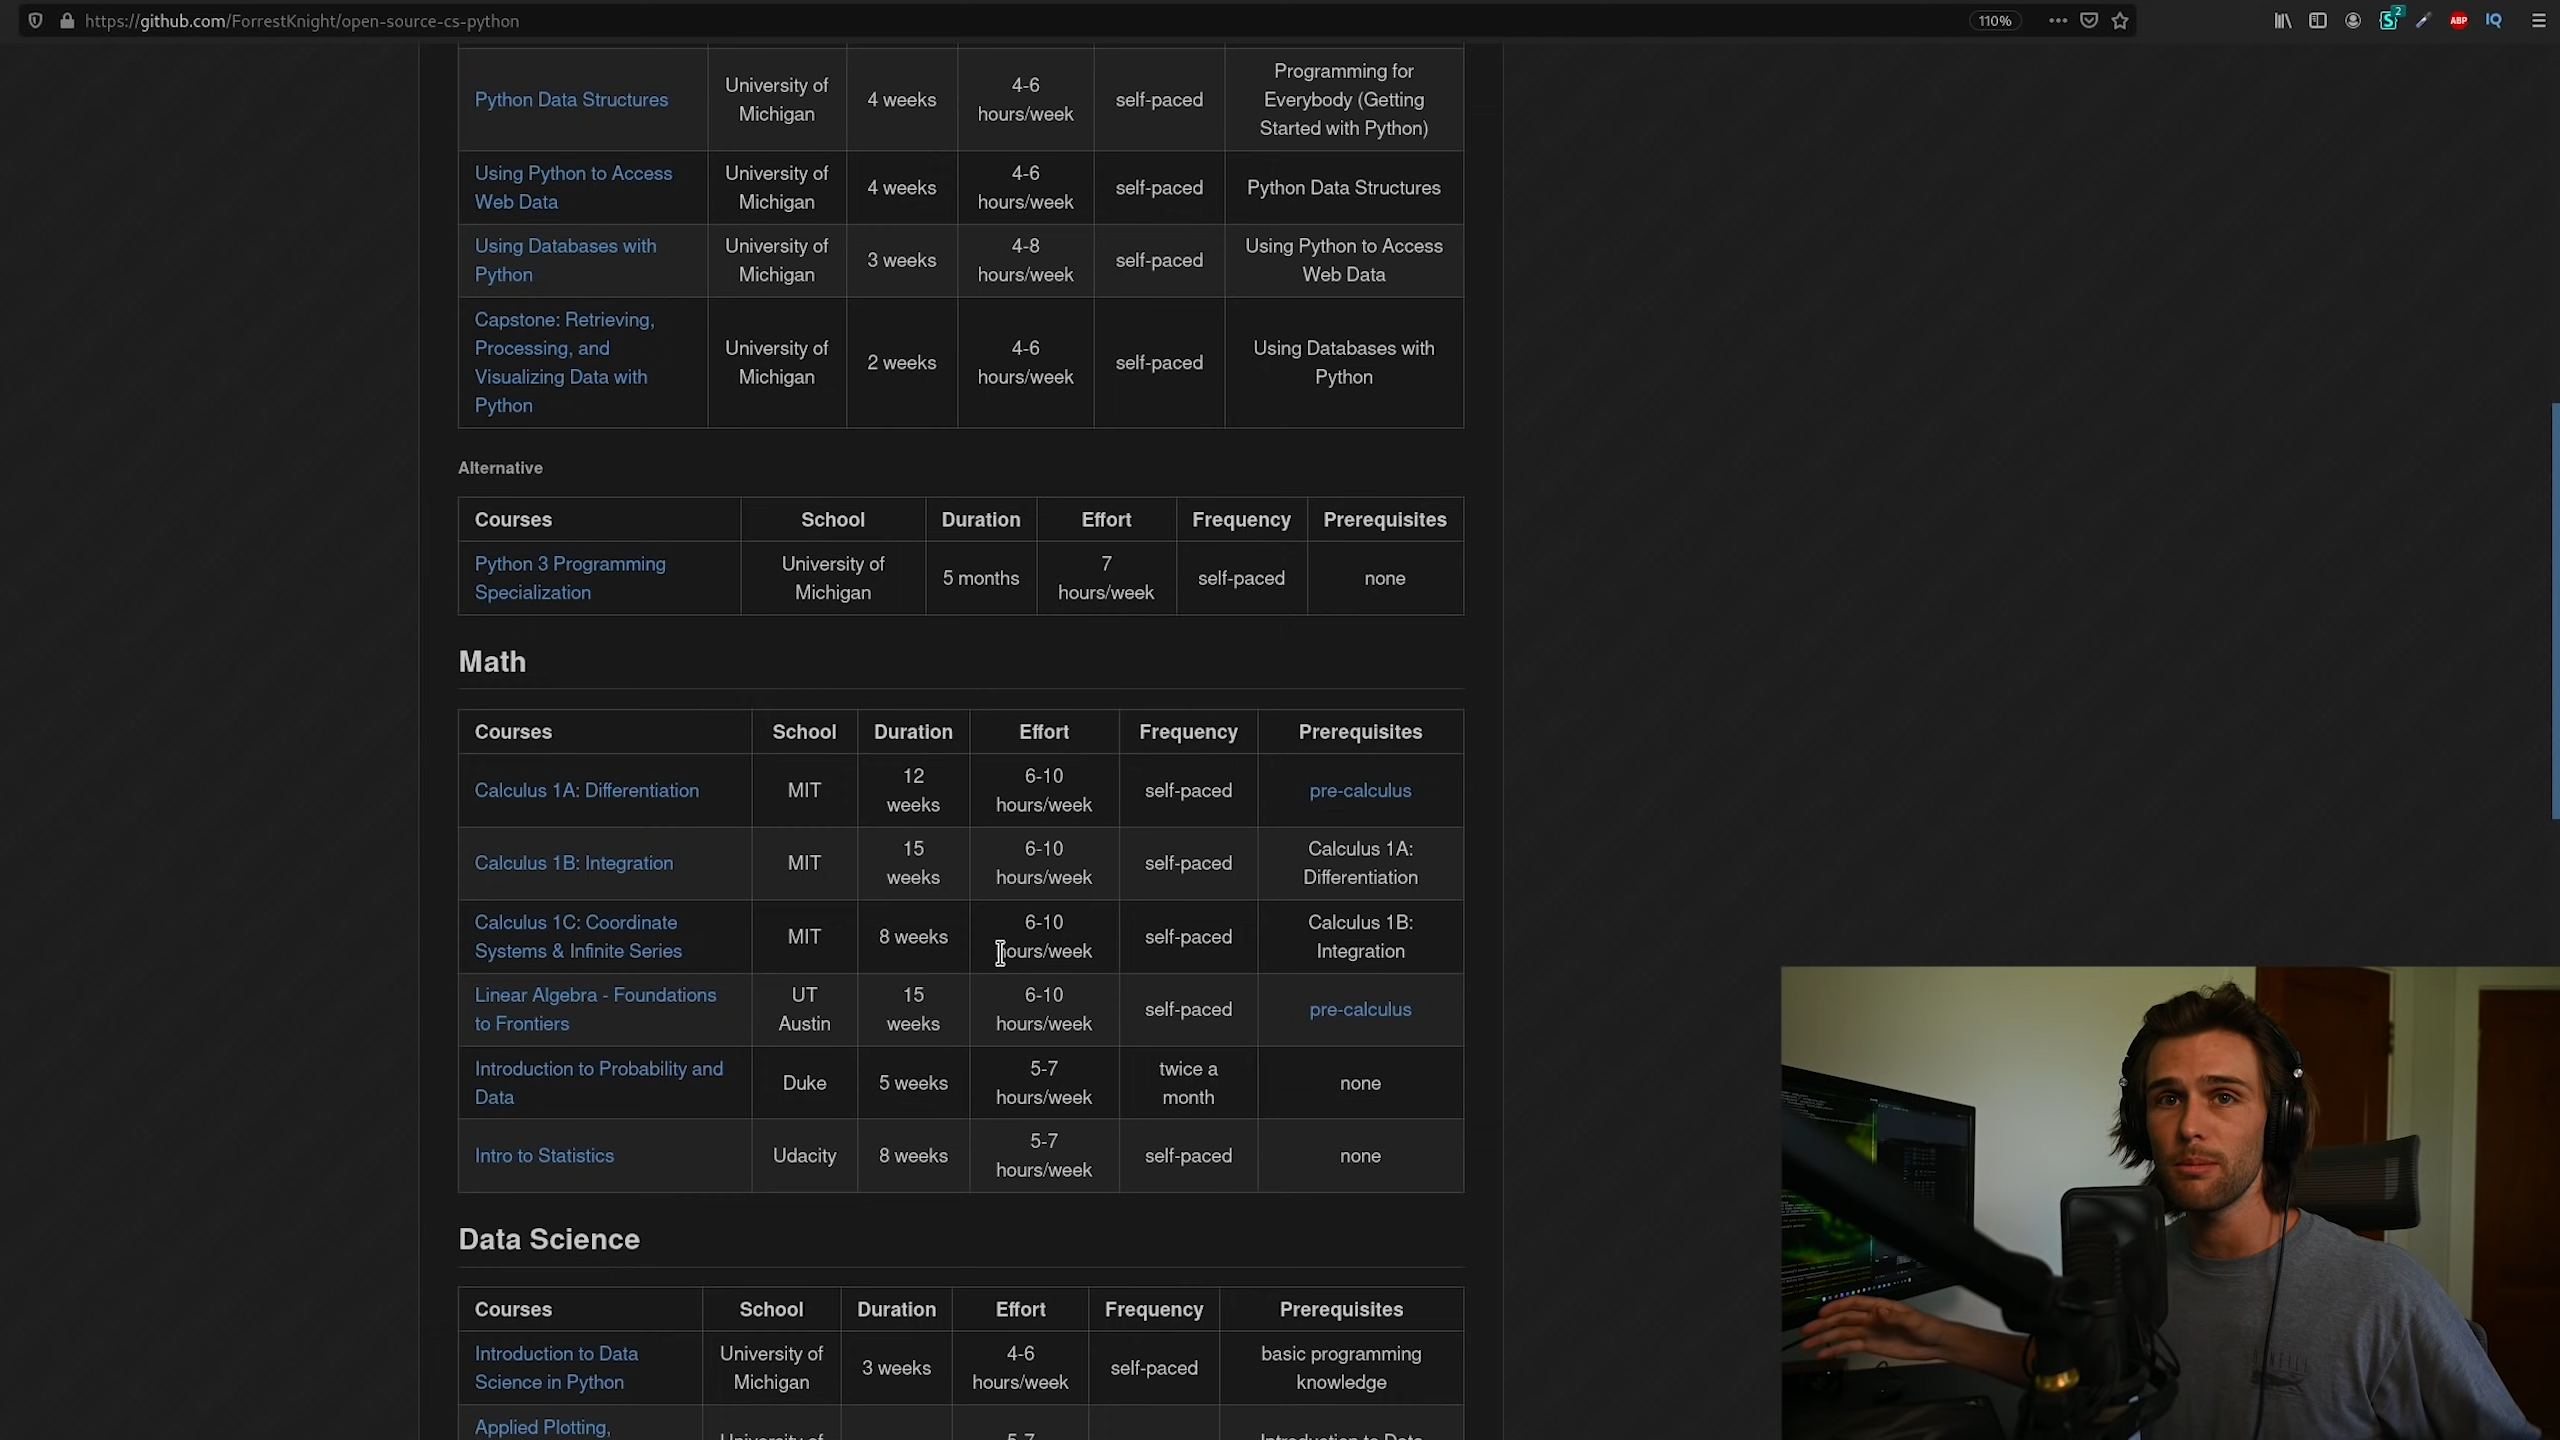 https://github.com/ForrestKnight/open-source-cs-python
110%
2
ABP
IQ
Python Data Structures
University of
Michigan
4 weeks
4-6
hours/week
self-paced
Programming for
Everybody (Getting
Started with Python)
Using Python to Access
Web Data
University of
Michigan
4 weeks
4-6
hours/week
self-paced
Python Data Structures
Using Databases with
Python
University of
Michigan
3 weeks
4-8
hours/week
self-paced
Using Python to Access
Web Data
Capstone: Retrieving,
Processing, and
Visualizing Data with
Python
University of
Michigan
2 weeks
4-6
hours/week
self-paced
Using Databases with
Python
Alternative
Courses School Duration Effort Frequency Prerequisites
Python 3 Programming
Specialization
University of
Michigan
5 months
7
hours/week
self-paced
none
Math
Courses School Duration Effort Frequency Prerequisites
Calculus 1A: Differentiation
MIT
12
weeks
6-10
hours/week
self-paced
pre-calculus
Calculus 1B: Integration
MIT
15
weeks
6-10
hours/week
self-paced
Calculus 1A:
Differentiation
Calculus 1C: Coordinate
Systems & Infinite Series
MIT
8 weeks
6-10
hours/week
self-paced
Calculus 1B:
Integration
Linear Algebra - Foundations
to Frontiers
UT
Austin
15
weeks
6-10
hours/week
self-paced
pre-calculus
Introduction to Probability and
Data
Duke
5 weeks
5-7
hours/week
twice a
month
none
Intro to Statistics
Udacity
8 weeks
5-7
hours/week
self-paced
none
Data Science
Courses School Duration Effort Frequency Prerequisites
Introduction to Data
Science in Python
University of
Michigan
3 weeks
4-6
hours/week
self-paced
basic programming
knowledge
Applied Plotting,
University of
5-7
Introduction to Data